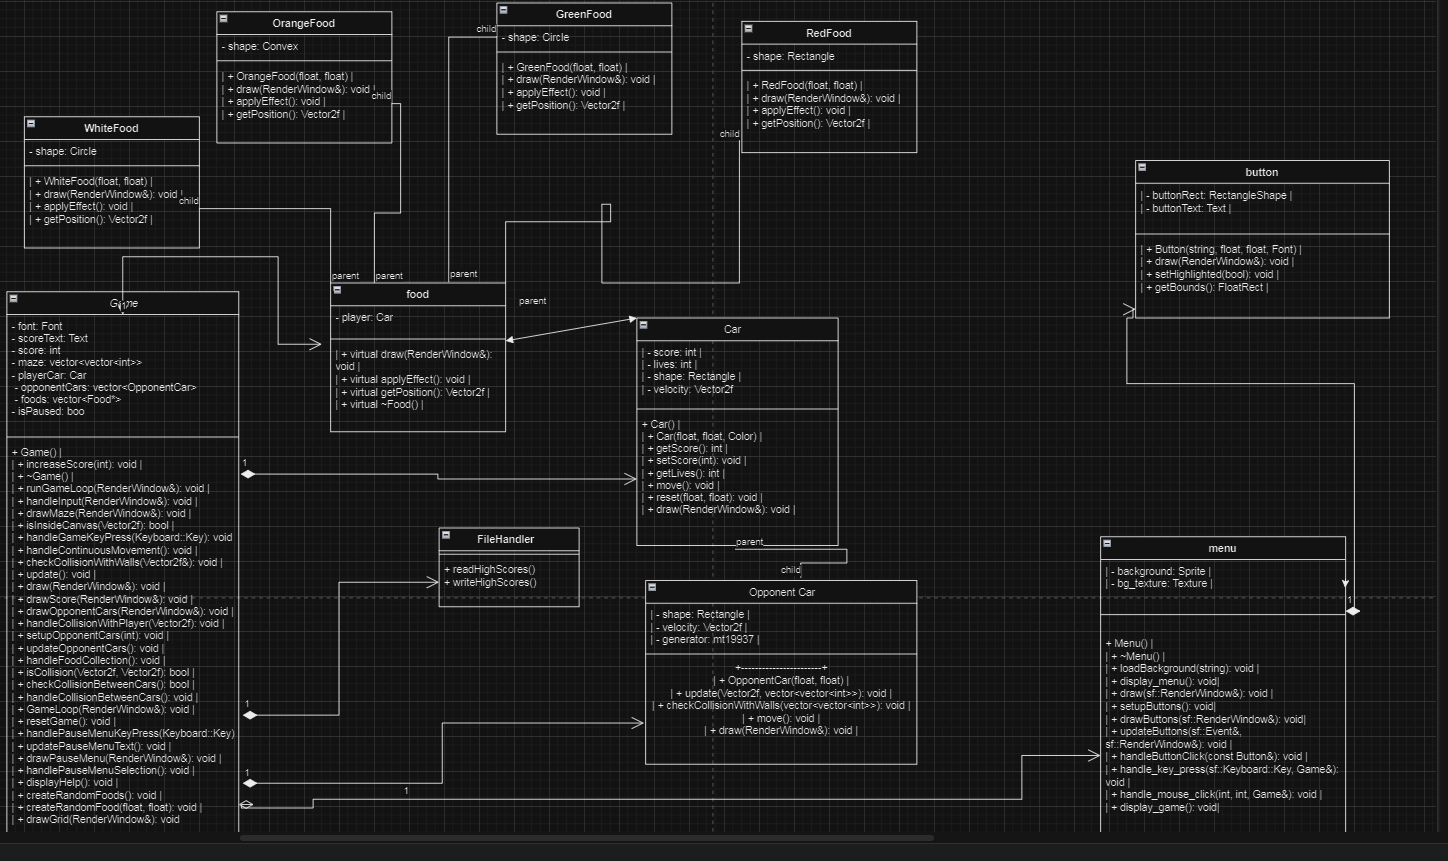 OrangeFood
- shape: Convex
| + OrangeFood(float, float) |
| + draw(RenderWindow&): void |
| + applyEffect(): void |
| + getPosition(): Vector2f |
child
GreenFood
child
- shape: Circle
| + GreenFood(float, float) |
| + draw(RenderWindow&): void |
| + applyEffect(): void |
| + getPosition(): Vector2f |
RedFood
- shape: Rectangle
| + RedFood(float, float) |
| + draw(RenderWindow&): void |
| + applyEffect(): void |
| + getPosition(): Vector2f |
child
WhiteFood
- shape: Circle
| + WhiteFood(float, float) |
| + draw(RenderWindow&): void |
| + applyEffect(): void |
| + getPosition(): Vector2f |
child
button
| - buttonRect: RectangleShape |
| - buttonText: Text |
| + Button(string, float, float, Font) |
| + draw(RenderWindow&): void |
| + setHighlighted(bool): void |
| + getBounds(): FloatRect |
parent
parent
parent
parent
food
- player: Car
| + virtual draw(RenderWindow&):
void |
| + virtual applyEffect(): void |
| + virtual getPosition(): Vector2f |
| + virtual ~Food() |
Game
- font: Font
- scoreText: Text
- score: int
- maze: vector<vector<int>>
- playerCar: Car
- opponentCars: vector<OpponentCar>
- foods: vector<Food*>
- isPaused: boo
+ Game() |
| + increaseScore(int): void |
| + ~Game() |
| + runGameLoop(RenderWindow&): void |
| + handleInput(RenderWindow&): void |
| + drawMaze(RenderWindow&): void |
| + isInsideCanvas(Vector2f): bool |
| + handleGameKeyPress(Keyboard::Key): void
| + handleContinuousMovement(): void |
| + checkCollisionWithWalls(Vector2f&): void |
| + update(): void |
| + draw(RenderWindow&): void |
| + drawScore(RenderWindow&): void |
| + drawOpponentCars(RenderWindow&): void |
| + handleCollisionWithPlayer(Vector2f): void |
| + setupOpponentCars(int): void |
| + updateOpponentCars(): void |
| + handleFoodCollection(): void |
| + isCollision(Vector2f, Vector2f): bool |
| + checkCollisionBetweenCars(): bool |
| + handleCollisionBetweenCars(): void |
| + GameLoop(RenderWindow&): void |
| + resetGame(): void |
| + handlePauseMenuKeyPress(Keyboard::Key)
| + updatePauseMenuText(): void |
| + drawPauseMenu(RenderWindow&): void |
| + handlePauseMenuSelection(): void |
| + displayHelp(): void |
| + createRandomFoods(): void |
| + createRandomFood(float, float): void |
| + drawGrid(RenderWindow&): void
1
1
1
1
1
Car
| - score: int |
| - lives: int |
| - shape: Rectangle |
| - velocity: Vector2f
+ Car() |
| + Car(float, float, Color) |
| + getScore(): int |
| + setScore(int): void |
| + getLives(): int |
| + move(): void |
| + reset(float, float): void |
| + draw(RenderWindow&): void |
parent
child
FileHandler
+ readHighScores()
+ writeHighScores()
Opponent Car
| - shape: Rectangle |
| - velocity: Vector2f |
| - generator: mt19937 |
+-----------------------+
| + OpponentCar(float, float) |
| + update(Vector2f, vector<vector<int>>): void |
| + checkCollisionWithWalls(vector<vector<int>>): void |
| + move(): void |
| + draw(RenderWindow&): void |
menu
| - background: Sprite |
| - bg_texture: Texture |
1
+ Menu() |
| + ~Menu() |
| + loadBackground(string): void |
| + display_menu(): void|
| + draw(sf::RenderWindow&): void |
| + setupButtons(): void|
| + drawButtons(sf::RenderWindow&): void|
| + updateButtons(sf::Event&,
sf::RenderWindow&): void |
| + handleButtonClick(const Button&): void |
| + handle_key_press(sf::Keyboard::Key, Game&):
void |
| + handle_mouse_click(int, int, Game&): void |
| + display_game(): void|